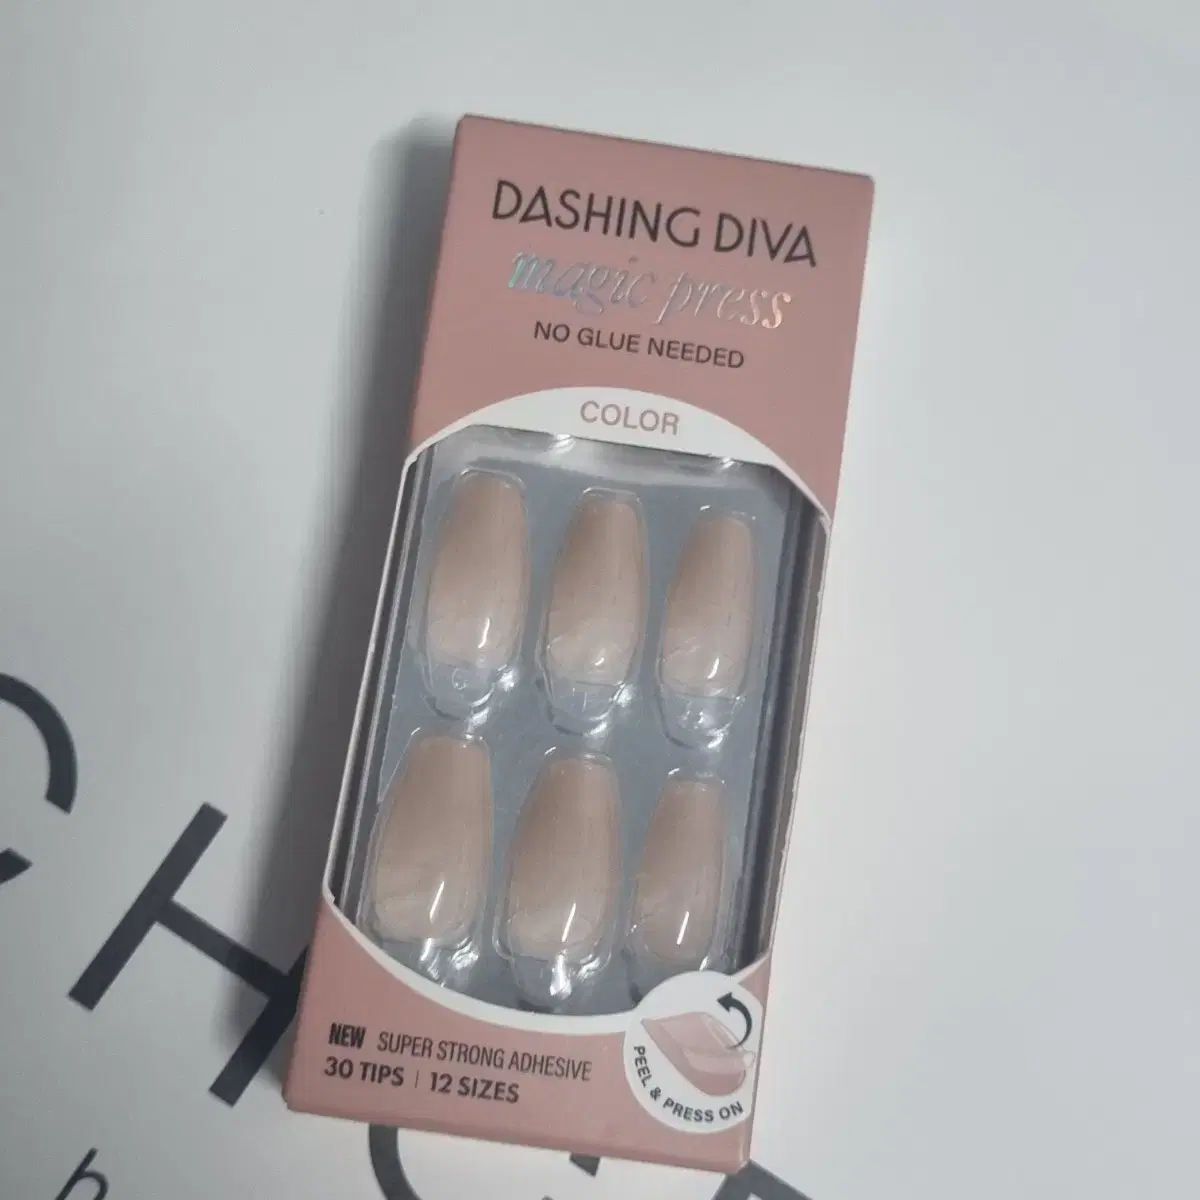 DASHING DIVA
magic press
NO GLUE NEEDED
COLOR
NEW SUPER STRONG ADHESIVE
30 TIPS | 12 SIZES
PEEL & PRESS ON
CH
h